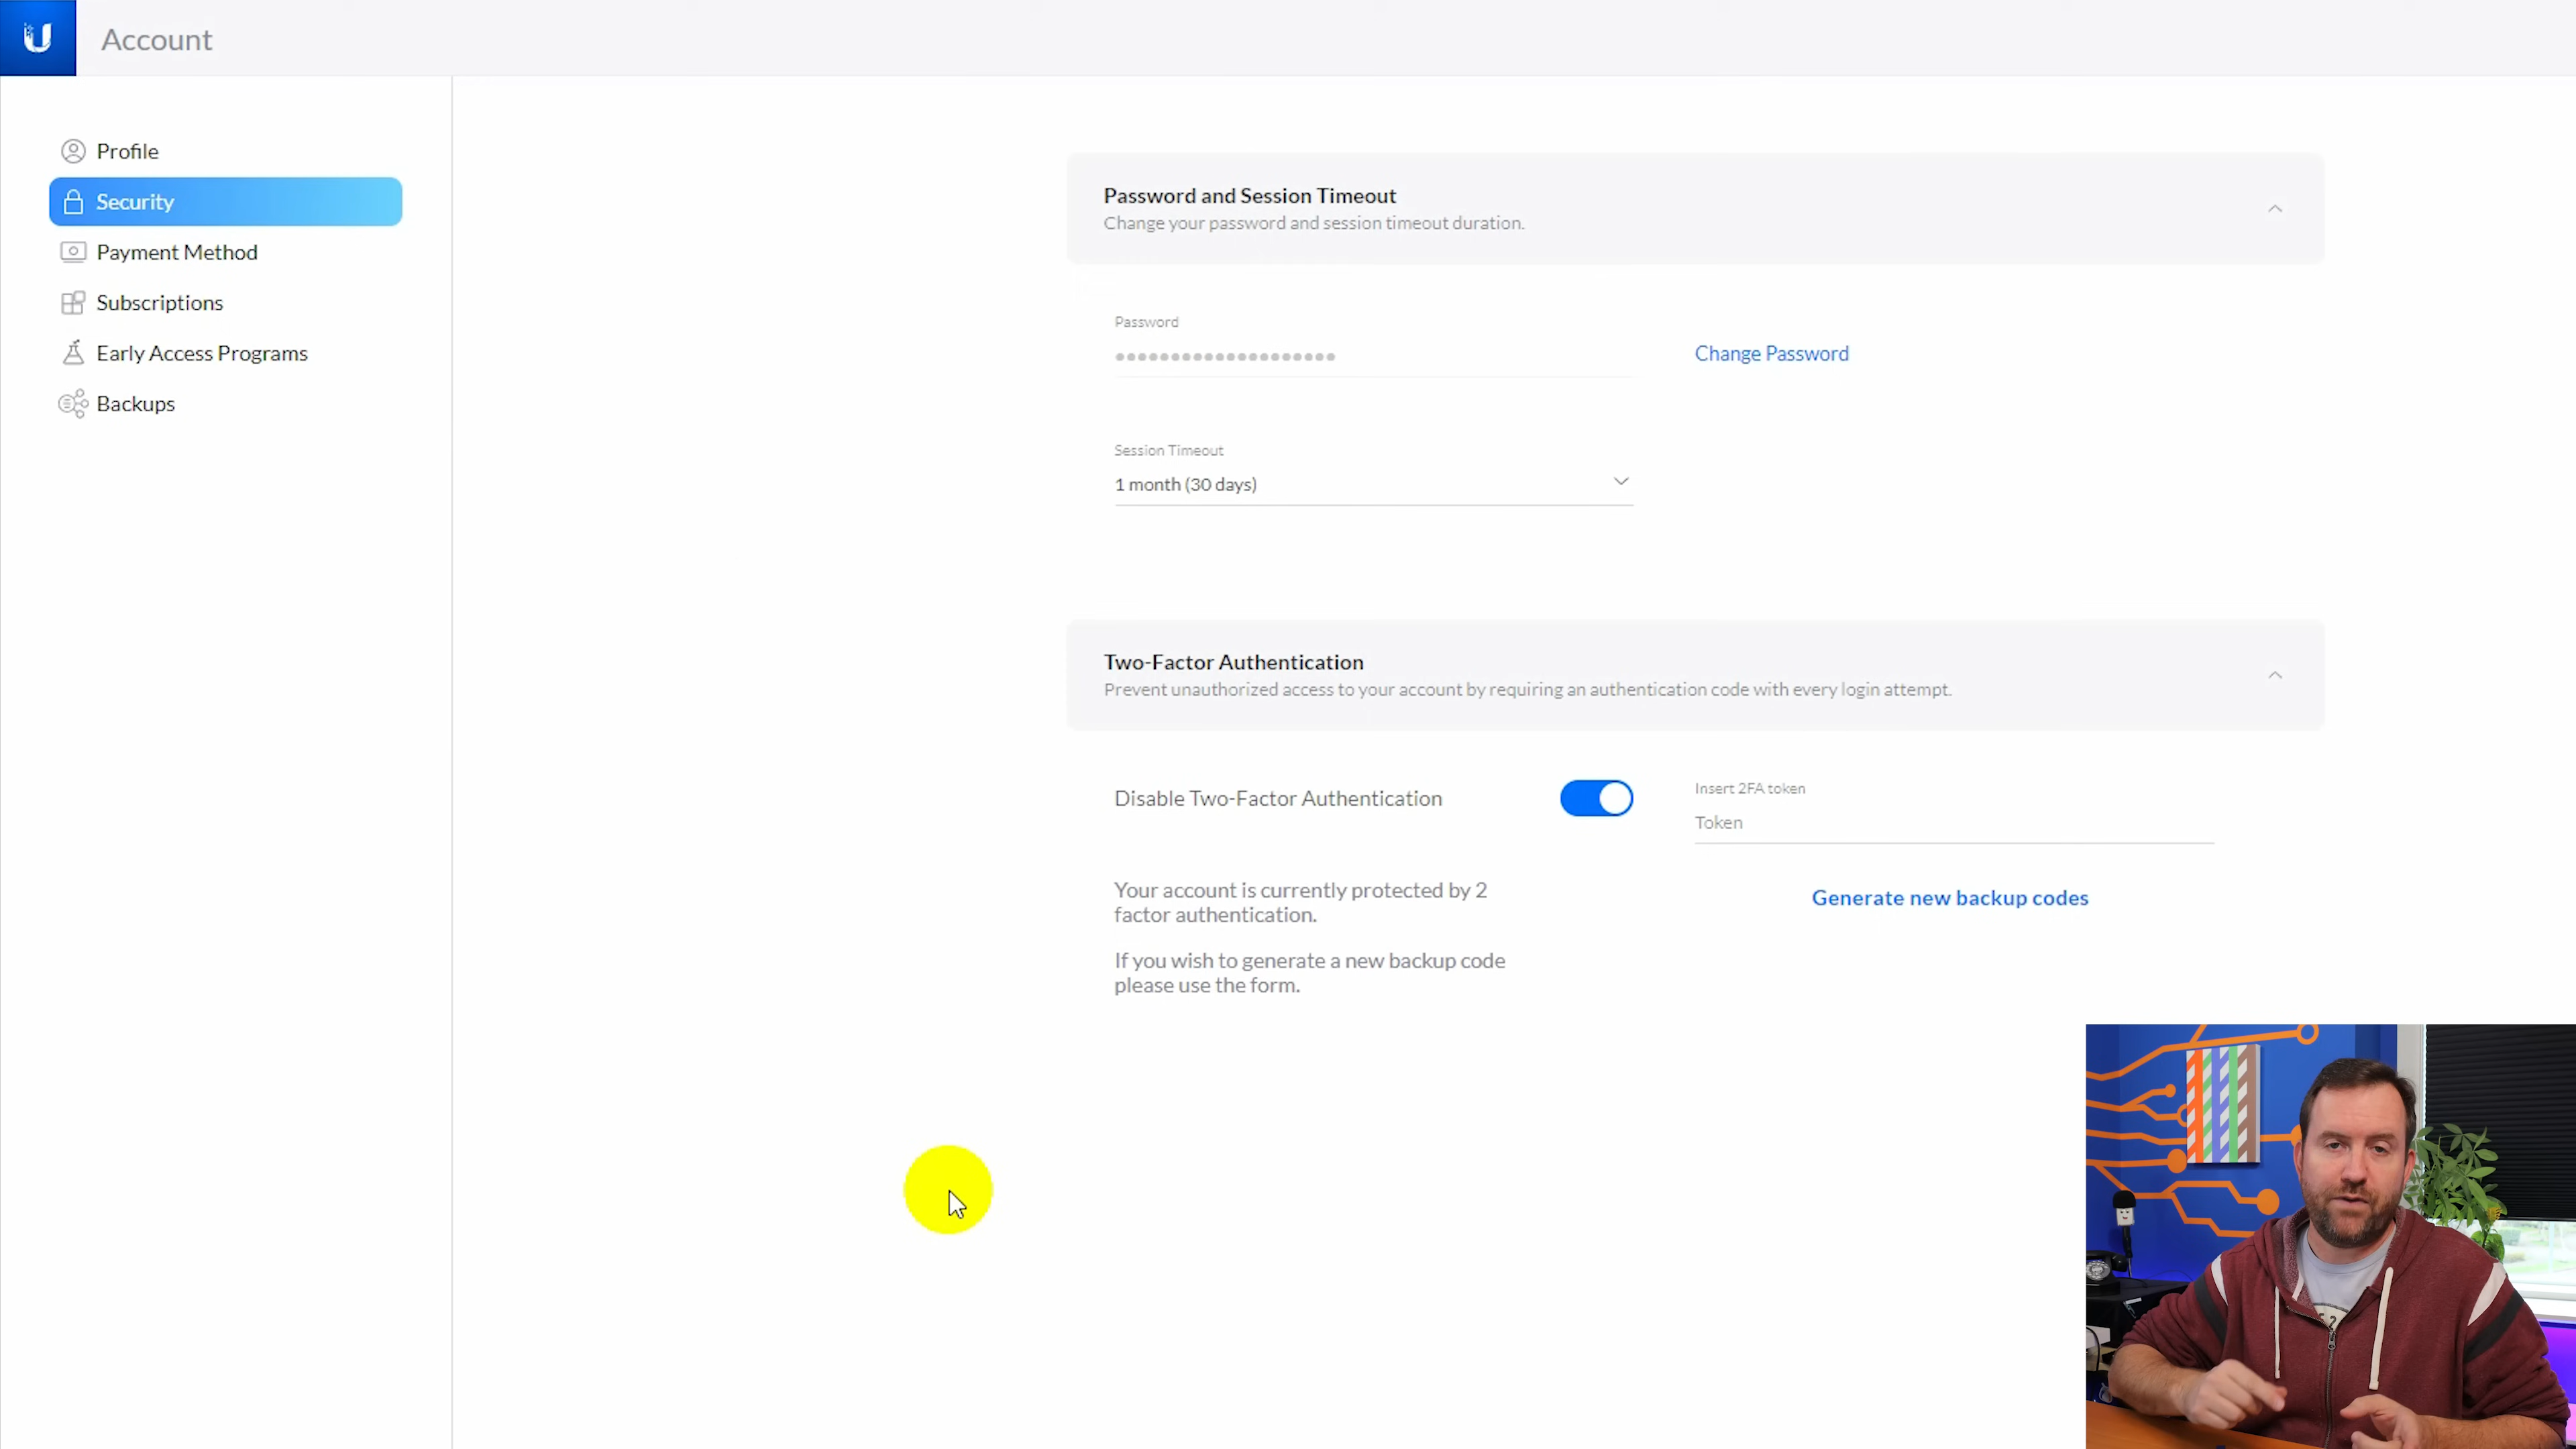 Account
Profile
Security
Payment Method
Subscriptions
Early Access Programs
Backups
Password and Session Timeout
Change your password and session timeout duration.
Password
Change Password
Session Timeout
1 month (30 days)
Two-Factor Authentication
Prevent unauthorized access to your account by requiring an authentication code with every login attempt.
Disable Two-Factor Authentication
Insert 2FA token
Token
Your account is currently protected by 2
factor authentication.
Generate new backup codes
If you wish to generate a new backup code
please use the form.